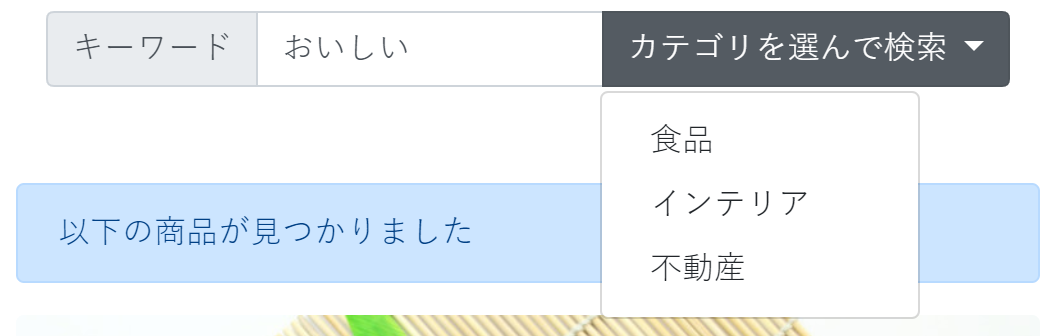 キーワード おいしい カテゴリを選んで検索
食品
インテリア
以下の商品が見つかりました
不動産